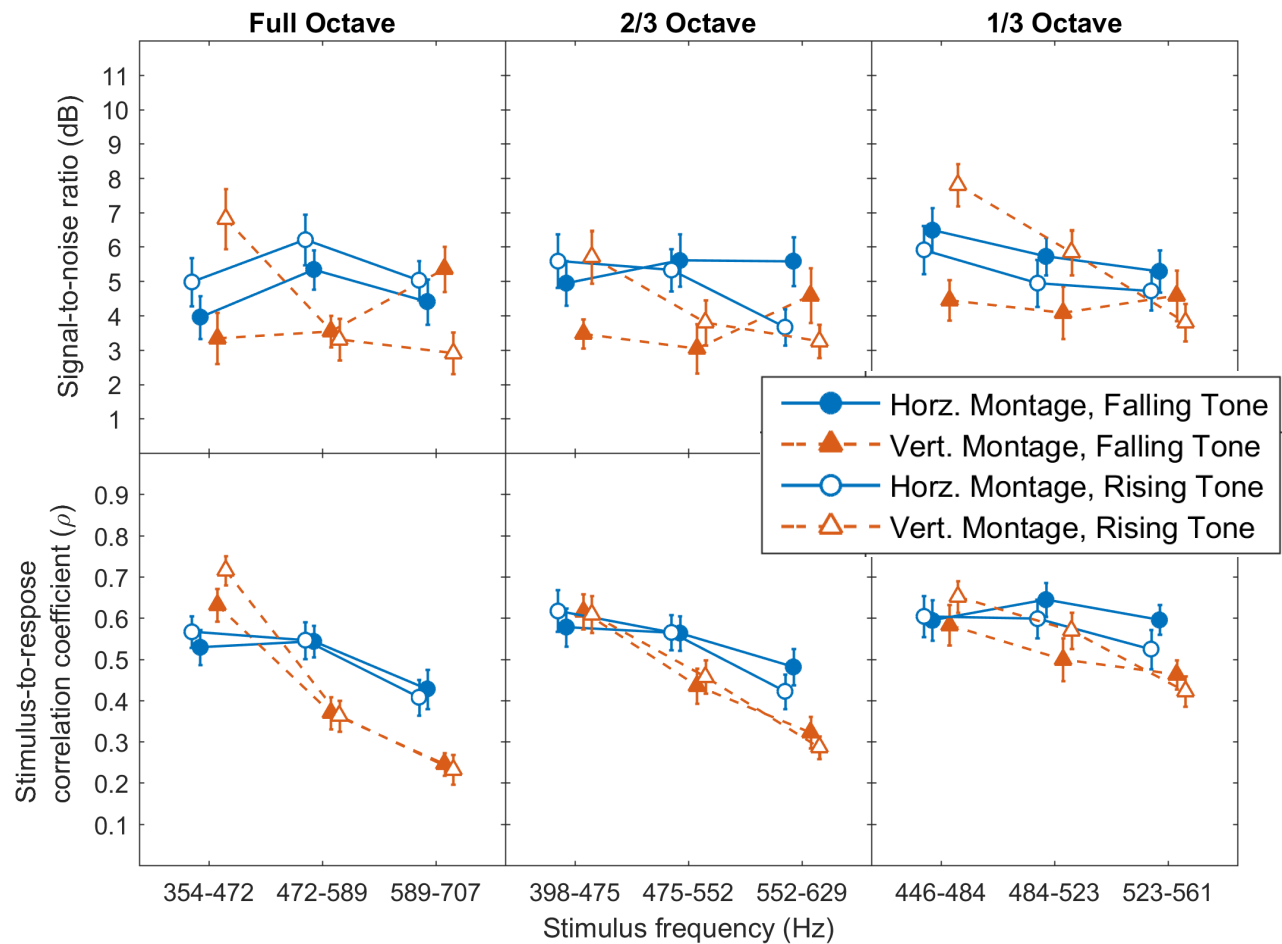 Full Octave
2/3 Octave
1/3 Octave
Signal-to-noise ratio (dB)
11
10
9
8
7
6
5
4
3
2
1
Horz. Montage, Falling Tone
Vert. Montage, Falling Tone
Horz. Montage, Rising Tone
Vert. Montage, Rising Tone
Stimulus-to-respose
correlation coefficient (ρ)
0.9
0.8
0.7
0.6
0.5
0.4
0.3
0.2
0.1
354-472 472-589 589-707
398-475 475-552 552-629
446-484 484-523 523-561
Stimulus frequency (Hz)